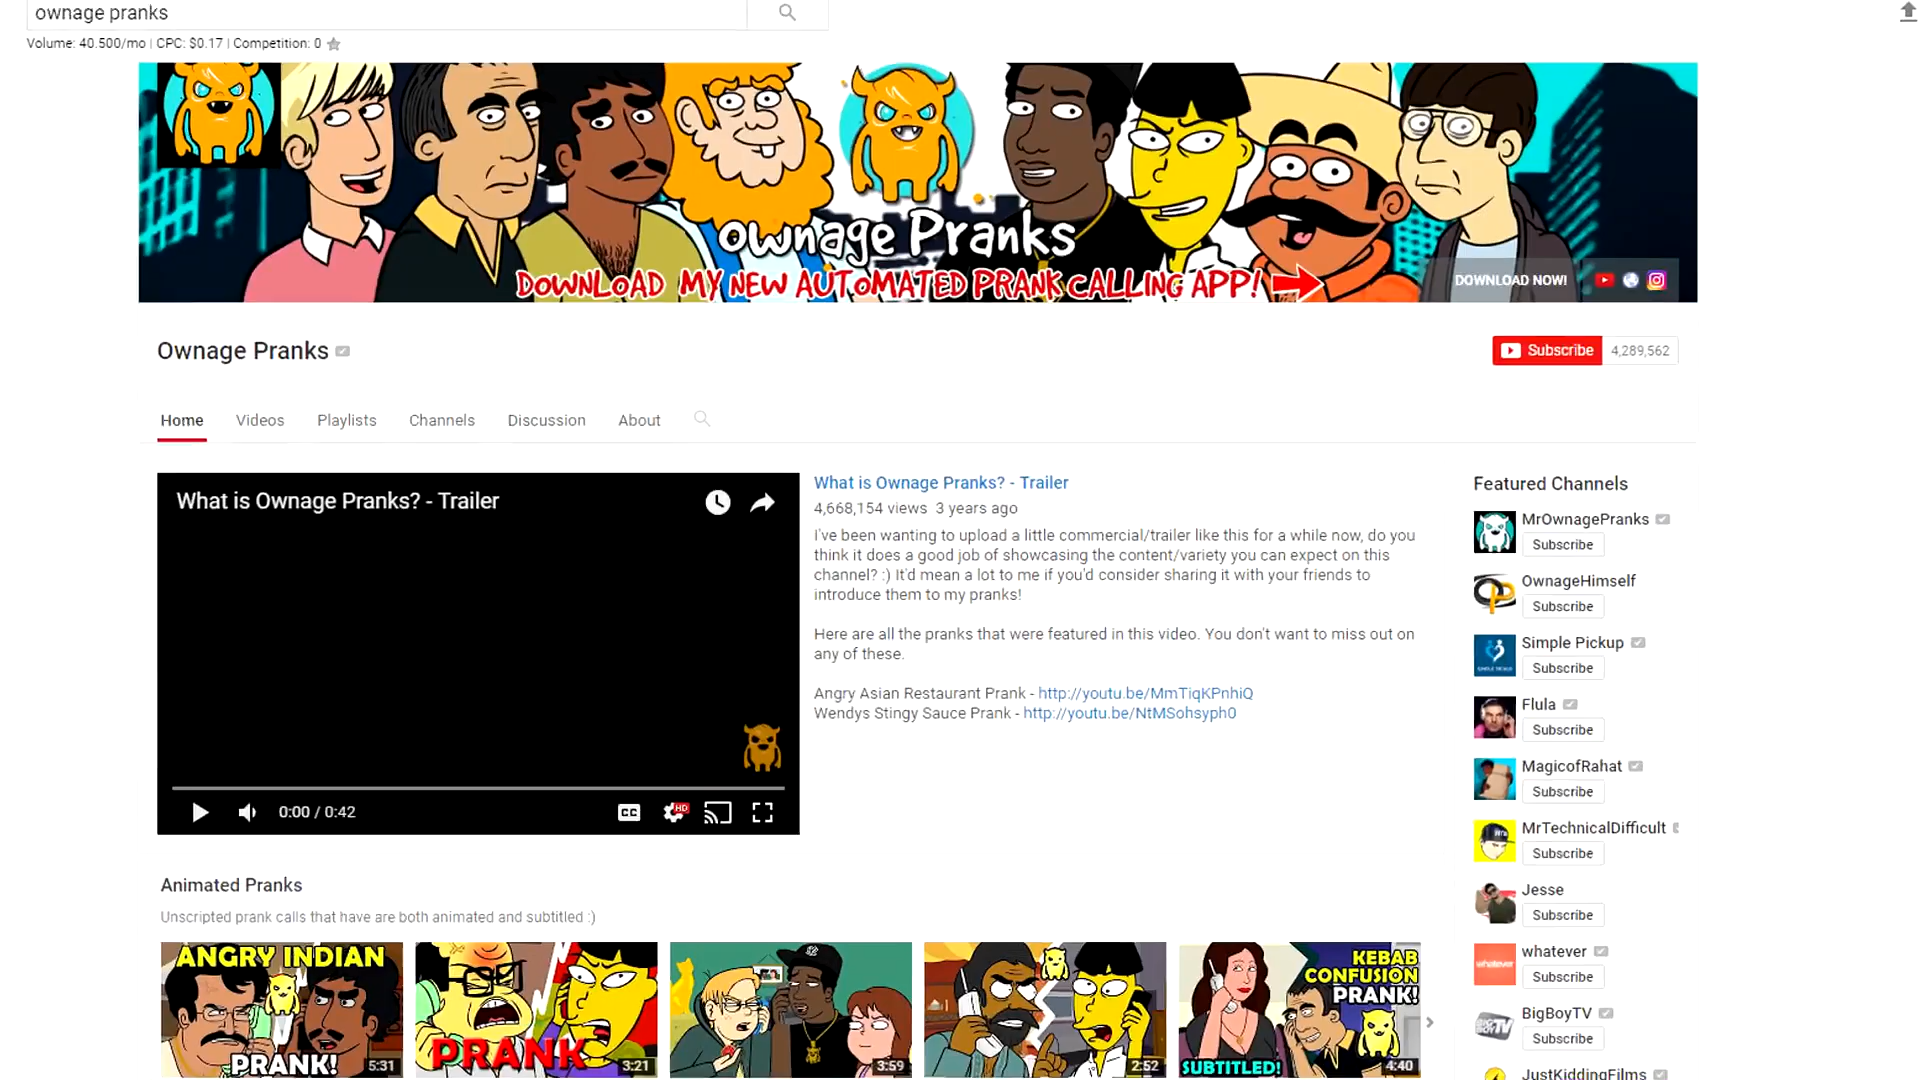 ownage pranks
Volume: 40.500/mo | CPC: $0.17 | Competition: 0
ownage Pranks
DOWNLOAD MY NEW AUTOMATED PRANK CALLING APP!
DOWNLOAD NOW!
Ownage Pranks
Subscribe 4,289,562
Home Videos Playlists Channels Discussion About
What is Ownage Pranks? - Trailer
0:00 / 0:42
CC
HD
What is Ownage Pranks? - Trailer
4,668,154 views 3 years ago
I've been wanting to upload a little commercial/trailer like this for a while now, do you
think it does a good job of showcasing the content/variety you can expect on this
channel? :) It'd mean a lot to me if you'd consider sharing it with your friends to
introduce them to my pranks!
Here are all the pranks that were featured in this video. You don't want to miss out on
any of these.
Angry Asian Restaurant Prank - http://youtu.be/MmTiqKPnhiQ
Wendys Stingy Sauce Prank - http://youtu.be/NtMSohsyph0
Featured Channels
MrOwnagePranks
Subscribe
OwnageHimself
Subscribe
Simple Pickup
Subscribe
Flula
Subscribe
MagicofRahat
Subscribe
MrTechnicalDifficult
Subscribe
Jesse
Subscribe
whatever
whatever
Subscribe
BigBoyTV
BIGBOYTV
Subscribe
JustKiddingFilms
Animated Pranks
Unscripted prank calls that have are both animated and subtitled :)
ANGRY INDIAN
PRANK!
5:31
PRANK
3:21
3:59
2:52
KEBAB
CONFUSION
PRANK!
SUBTITLED!
4:40